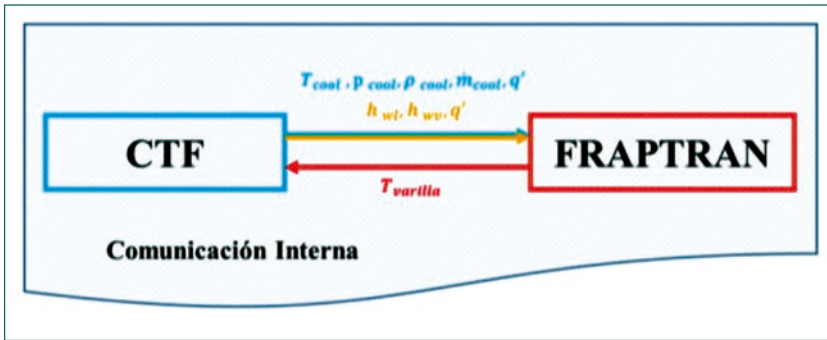 T_cool, p_cool, ρ_cool, ṁ_cool, q'
h_wl, h_wv, q'
CTF
FRAPTRAN
T_varilla
Comunicación Interna